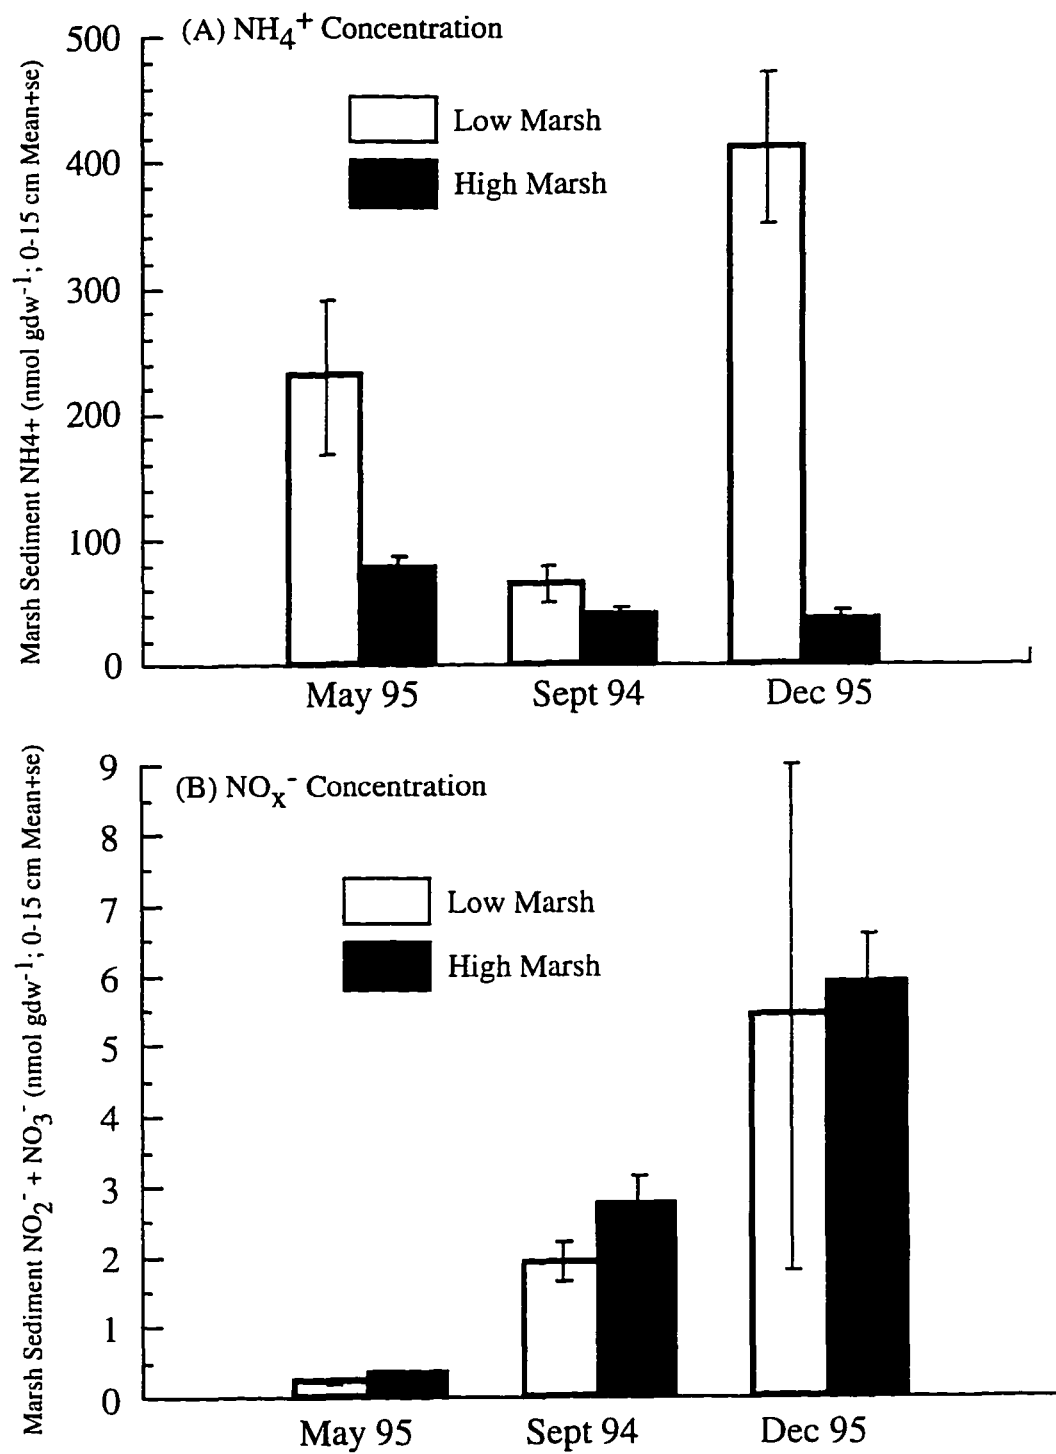 (A) NH4+ Concentration
500
400
300
200
100
0
Marsh Sediment NH4+ (nmol gdw-1; 0-15 cm Mean+se)
Low Marsh
High Marsh
May 95 Sept 94 Dec 95
(B) NOx- Concentration
9
8
7
6
5
4
3
2
1
0
Marsh Sediment NO2- + NO3- (nmol gdw-1; 0-15 cm Mean+se)
Low Marsh
High Marsh
May 95 Sept 94 Dec 95